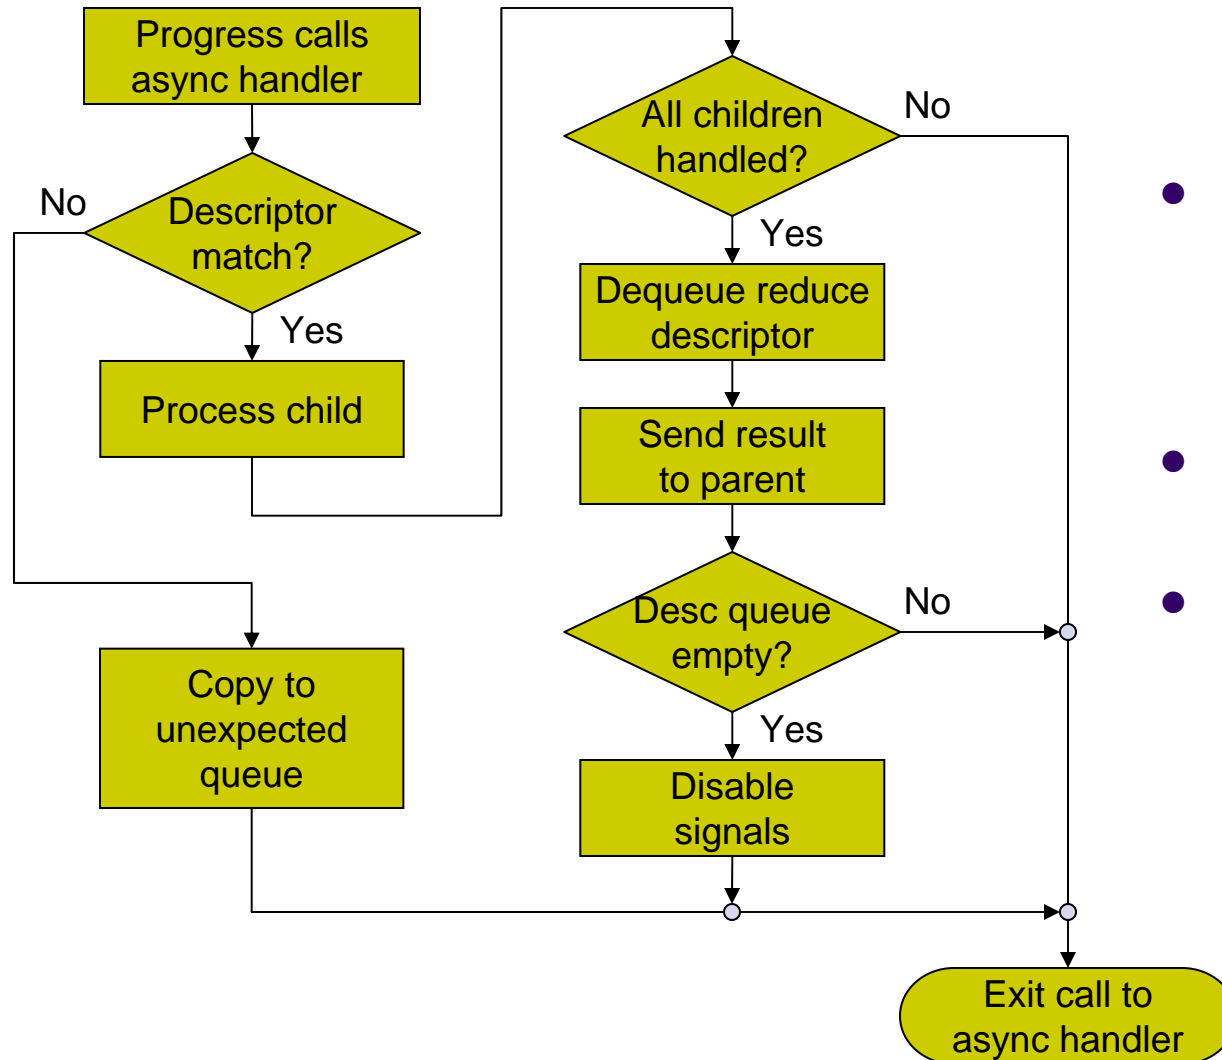 Progress calls
async handler
No
Descriptor
match?
Yes
Process child
Copy to
unexpected
queue
All children
handled?
No
Yes
Dequeue reduce
descriptor
Send result
to parent
Desc queue
empty?
No
Yes
Disable
signals
Exit call to
async handler